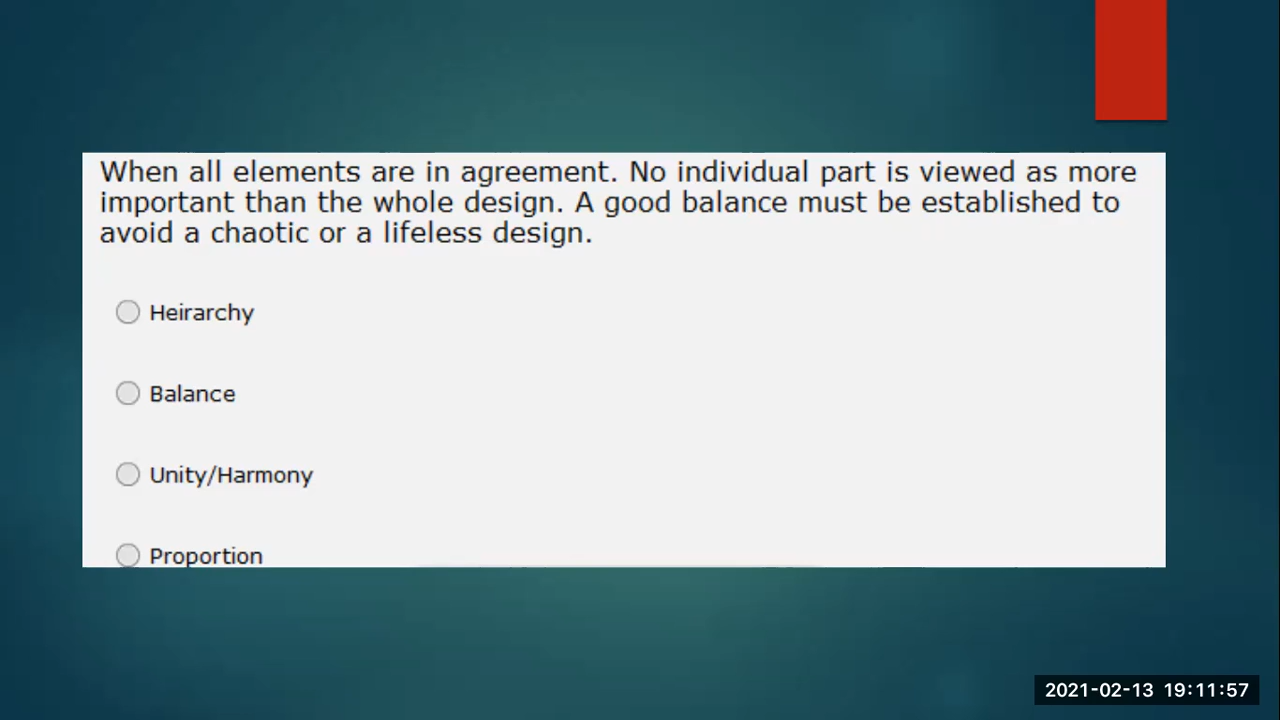 When all elements are in agreement. No individual part is viewed as more
important than the whole design. A good balance must be established to
avoid a chaotic or a lifeless design.
Heirarchy
Balance
Unity/Harmony
Proportion
2021-02-13 19:11:57